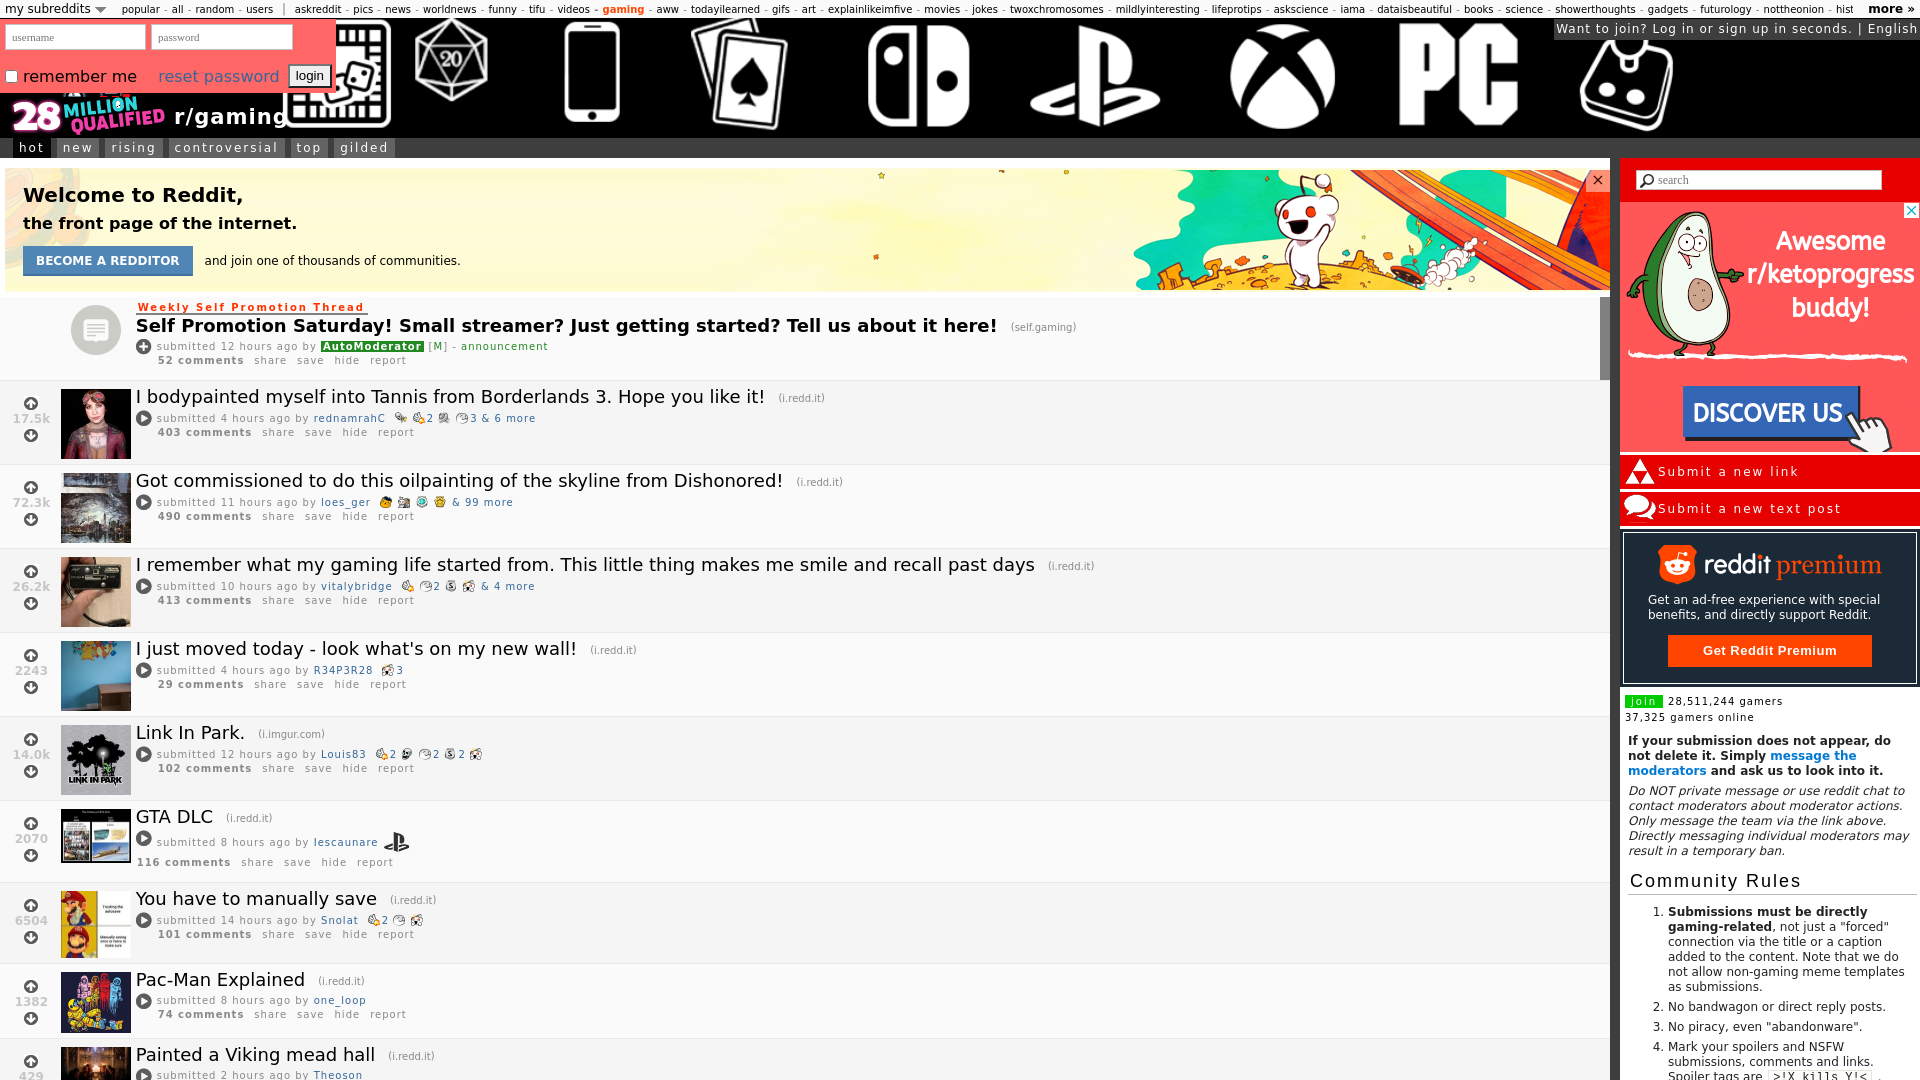 my subreddits
popular - all - random - users | askreddit - pics - news - worldnews - funny - tifu - videos - gaming - aww - todayilearned - gifs - art - explainlikeimfive - movies - jokes - twoxchromosomes - mildlyinteresting - lifeprotips - askscience - iama - dataisbeautiful - books - science - showerthoughts - gadgets - futurology - nottheonion - hist
more »
username
password
remember me
reset password
login
Want to join? Log in or sign up in seconds. | English
20
PC
28 MILLION QUALIFIED
r/gaming
hot
new
rising
controversial
top
gilded
Welcome to Reddit,
the front page of the internet.
BECOME A REDDITOR
and join one of thousands of communities.
Weekly Self Promotion Thread
Self Promotion Saturday! Small streamer? Just getting started? Tell us about it here! (self.gaming)
submitted 12 hours ago by AutoModerator [M] - announcement
52 comments share save hide report
17.5k
I bodypainted myself into Tannis from Borderlands 3. Hope you like it! (i.redd.it)
submitted 4 hours ago by rednamrahC 2 3 & 6 more
403 comments share save hide report
72.3k
Got commissioned to do this oilpainting of the skyline from Dishonored! (i.redd.it)
submitted 11 hours ago by loes_ger & 99 more
490 comments share save hide report
26.2k
I remember what my gaming life started from. This little thing makes me smile and recall past days (i.redd.it)
submitted 10 hours ago by vitalybridge 2 & 4 more
413 comments share save hide report
2243
I just moved today - look what's on my new wall! (i.redd.it)
submitted 4 hours ago by R34P3R28 3
29 comments share save hide report
14.0k
LINK IN PARK
Link In Park. (i.imgur.com)
submitted 12 hours ago by Louis83 2 2 2
102 comments share save hide report
2070
GTA DLC (i.redd.it)
submitted 8 hours ago by lescaunare
116 comments share save hide report
6504
You have to manually save (i.redd.it)
submitted 14 hours ago by Snolat 2
101 comments share save hide report
1382
Pac-Man Explained (i.redd.it)
submitted 8 hours ago by one_loop
74 comments share save hide report
429
Painted a Viking mead hall (i.redd.it)
submitted 2 hours ago by Theoson
search
Awesome
r/ketoprogress
buddy!
DISCOVER US
Submit a new link
Submit a new text post
reddit premium
Get an ad-free experience with special
benefits, and directly support Reddit.
Get Reddit Premium
join 28,511,244 gamers
37,325 gamers online
If your submission does not appear, do
not delete it. Simply message the
moderators and ask us to look into it.
Do NOT private message or use reddit chat to
contact moderators about moderator actions.
Only message the team via the link above.
Directly messaging individual moderators may
result in a temporary ban.
Community Rules
1. Submissions must be directly
gaming-related, not just a "forced"
connection via the title or a caption
added to the content. Note that we do
not allow non-gaming meme templates
as submissions.
2. No bandwagon or direct reply posts.
3. No piracy, even "abandonware".
4. Mark your spoilers and NSFW
submissions, comments and links.
Spoiler tags are >!X kills Y!< .